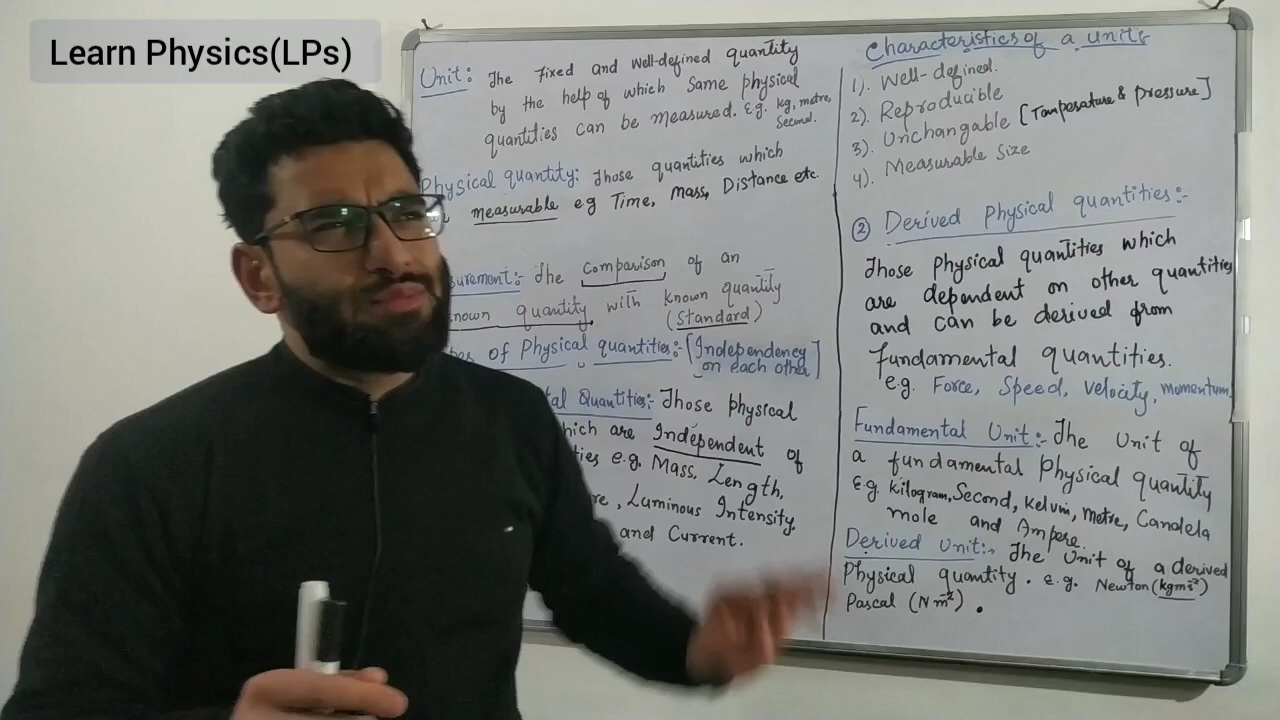 Learn Physics(LPs)
Unit: The Fixed and well-defined quantity
by the help of which Same physical
quantities can be measured. E.g. kg, metre,
Second.
Physical quantity: Those quantities which
measurable e.g Time, Mass, Distance etc.
surement:- The comparison of an
known quantity with known quantity
(Standard)
of Physical quantities:- [Independency
on each other]
tal Quantities:- Those physical
hich are Independent of
ties e.g. Mass, Length,
re, Luminous Intensity
and Current.
Characteristics of a units
1). Well-defined.
2). Reproducible
3). Unchangable [Tamperature & pressure]
4). Measurable Size
② Derived Physical quantities:-
Those physical quantities which
are dependent on other quantities
and can be derived from
fundamental quantities.
e.g. Force, Speed, velocity, momentum,
Fundamental Unit:- The Unit of
a fundamental Physical quantity
E.g. kilogram, Second, Kelvin, Metre, Candela
mole and Ampere.
Derived Unit:- The Unit of a derived
Physical quantity. e.g. Newton (kgms⁻²)
Pascal (Nm⁻²).